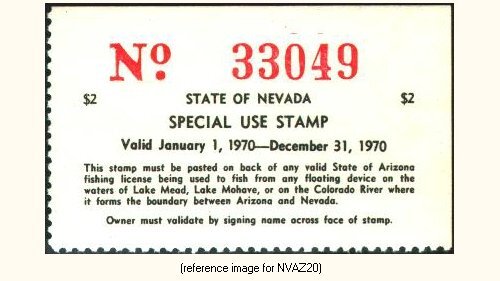 No. 33049
$2 STATE OF NEVADA $2
SPECIAL USE STAMP
Valid January 1, 1970—December 31, 1970
This stamp must be pasted on back of any valid State of Arizona
fishing license being used to fish from any floating device on the
waters of Lake Mead, Lake Mohave, or on the Colorado River where
it forms the boundary between Arizona and Nevada.
Owner must validate by signing name across face of stamp.
(reference image for NVAZ20)